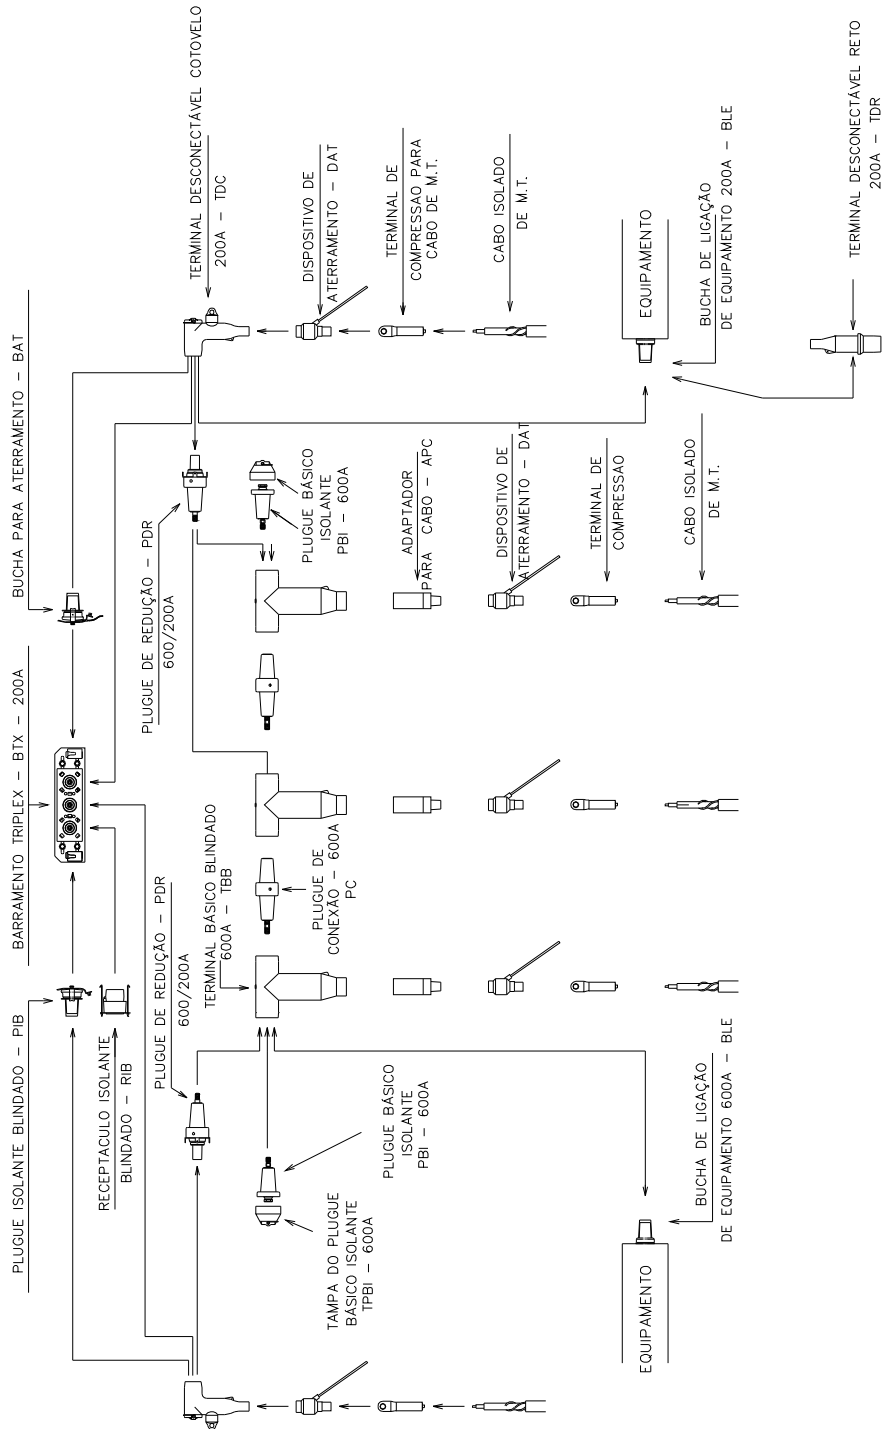 PLUGUE ISOLANTE BLINDADO - PIB
BARRAMENTO TRIPLEX - BTX - 200A
BUCHA PARA ATERRAMENTO - BAT
RECEPTACULO ISOLANTE
BLINDADO - RIB
PLUGUE DE REDUÇÃO - PDR
600/200A
TERMINAL BÁSICO BLINDADO
600A - TBB
PLUGUE DE REDUÇÃO - PDR
600/200A
TERMINAL DESCONECTÁVEL COTOVELO
200A - TDC
TAMPA DO PLUGUE
BÁSICO ISOLANTE
TPBI - 600A
PLUGUE BÁSICO
ISOLANTE
PBI - 600A
PLUGUE DE
CONEXÃO - 600A
PC
PLUGUE BÁSICO
ISOLANTE
PBI - 600A
DISPOSITIVO DE
ATERRAMENTO - DAT
ADAPTADOR
PARA CABO - APC
TERMINAL DE
COMPRESSAO PARA
CABO DE M.T.
DISPOSITIVO DE
ATERRAMENTO - DAT
CABO ISOLADO
DE M.T.
TERMINAL DE
COMPRESSÃO
EQUIPAMENTO
EQUIPAMENTO
CABO ISOLADO
DE M.T.
BUCHA DE LIGAÇÃO
DE EQUIPAMENTO 600A - BLE
BUCHA DE LIGAÇÃO
DE EQUIPAMENTO 200A - BLE
TERMINAL DESCONECTÁVEL RETO
200A - TDR